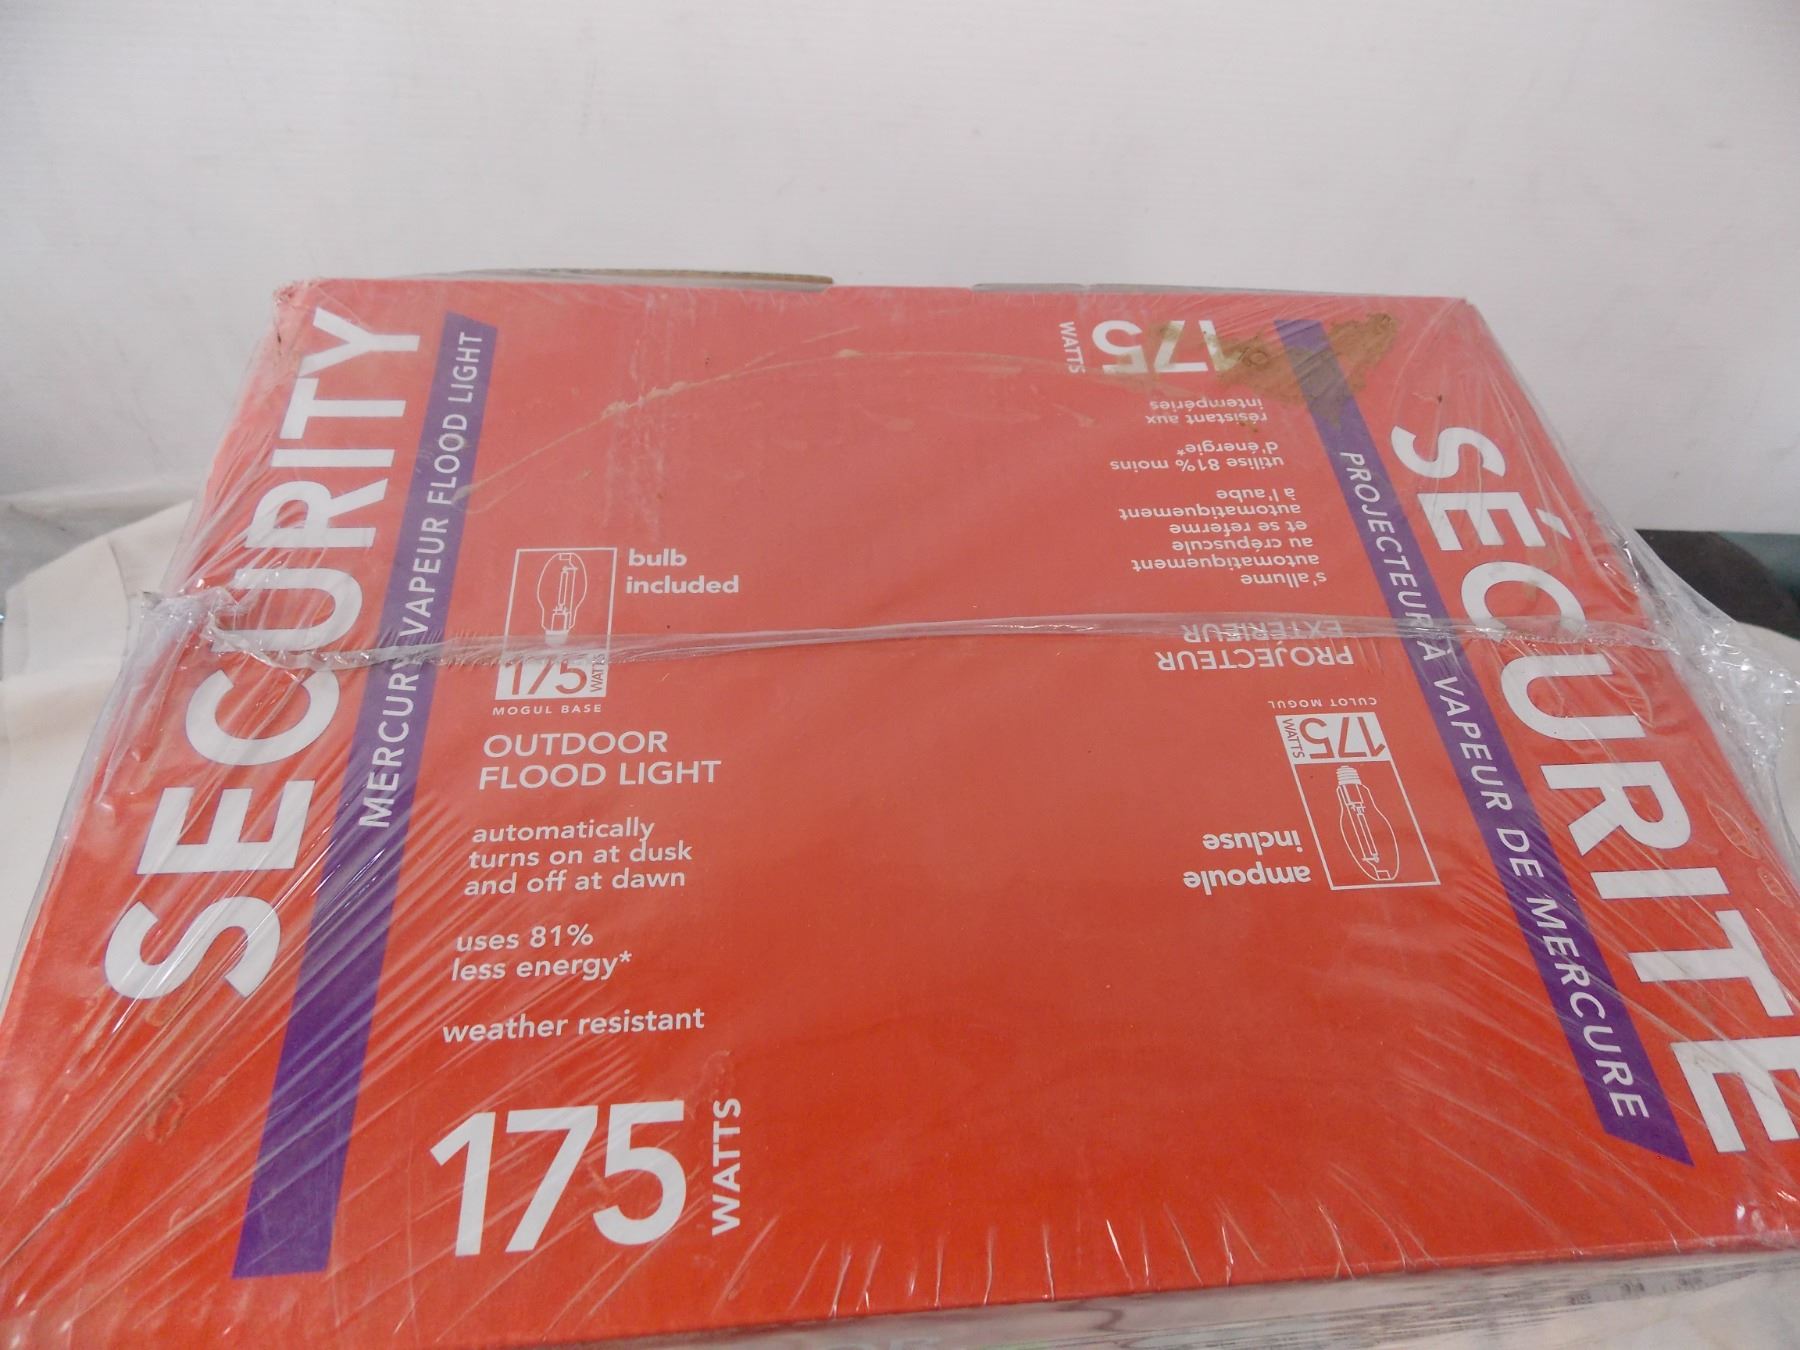 SECURITY
MERCURY VAPEUR FLOOD LIGHT
bulb
included
175
WATTS
MOGUL BASE
OUTDOOR
FLOOD LIGHT
automatically
turns on at dusk
and off at dawn
uses 81%
less energy*
weather resistant
175
WATTS
SÉCURITE
PROJECTEUR À VAPEUR DE MERCURE
ampoule
incluse
175
WATTS
CULOT MOGUL
PROJECTEUR
EXTÉRIEUR
s'allume
automatiquement
au crépuscule
et se referme
automatiquement
à l'aube
utilise 81% moins
d'énergie*
résistant aux
intempéries
175
WATTS